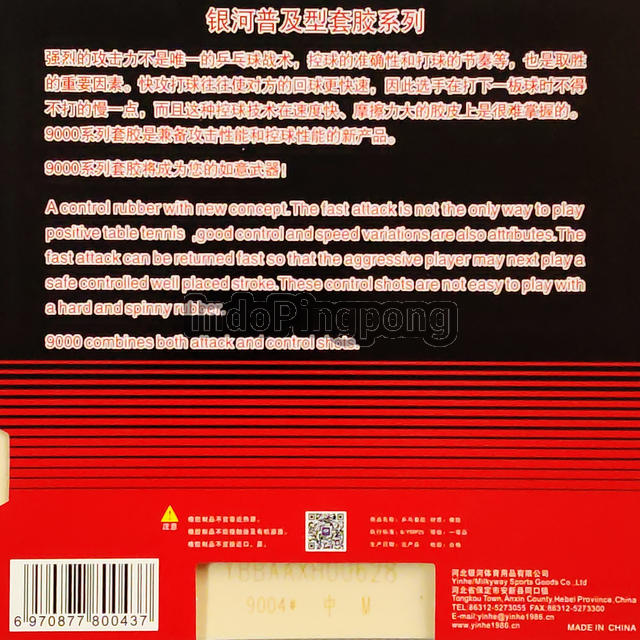 银河普及型套胶系列
强烈的攻击力不是唯一的乒乓球战术，控球的准确性和打球的节奏等，也是取胜
的重要因素。快攻打球往往使对方的回球更快速，因此选手在打下一板球时不得
不打的慢一点，而且这种控球技术在速度快、摩擦力大的胶皮上是很难掌握的。
9000系列套胶是兼备攻击性能和控球性能的新产品。
9000系列套胶将成为您的如意武器！
A control rubber with new concept.The fast attack is not the only way to play
positive table tennis ,good control and speed variations are also attributes.The
fast attack can be returned fast so that the aggressive player may next play a
safe controlled well placed stroke.These control shots are not easy to play with
a hard and spinny rubber.
IndoPingpong
9000 combines both attack and control shots.
注意
YBBAAXH00628
9004# 中 M
河北银河体育用品有限公司
Yinhe/Milkyway Sports Goods Co.,Ltd
河北省保定市安新县同口镇
Tongkou Town, Anxin County,Hebei Proviince,China
TEL:86312-5273055 FAX:86312-5273300
E-yinhe1986.com
www.yinhe1986.com
MADE IN CHINA
6 970877 800437